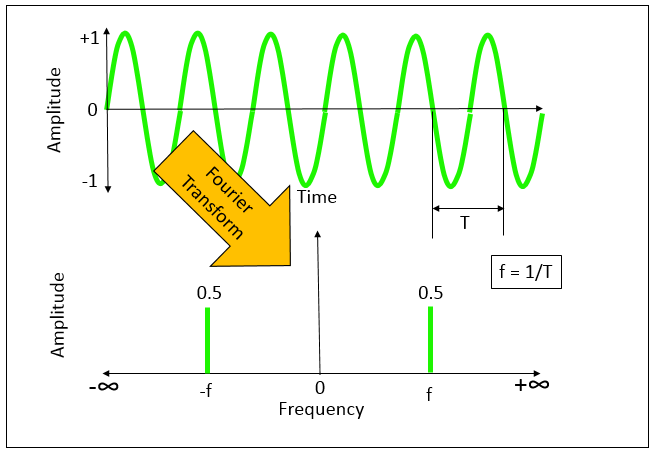 +1
Amplitude
0
-1
Fourier
Transform
Time
T
f = 1/T
Amplitude
0.5
0.5
-∞
-f
0
f
+∞
Frequency